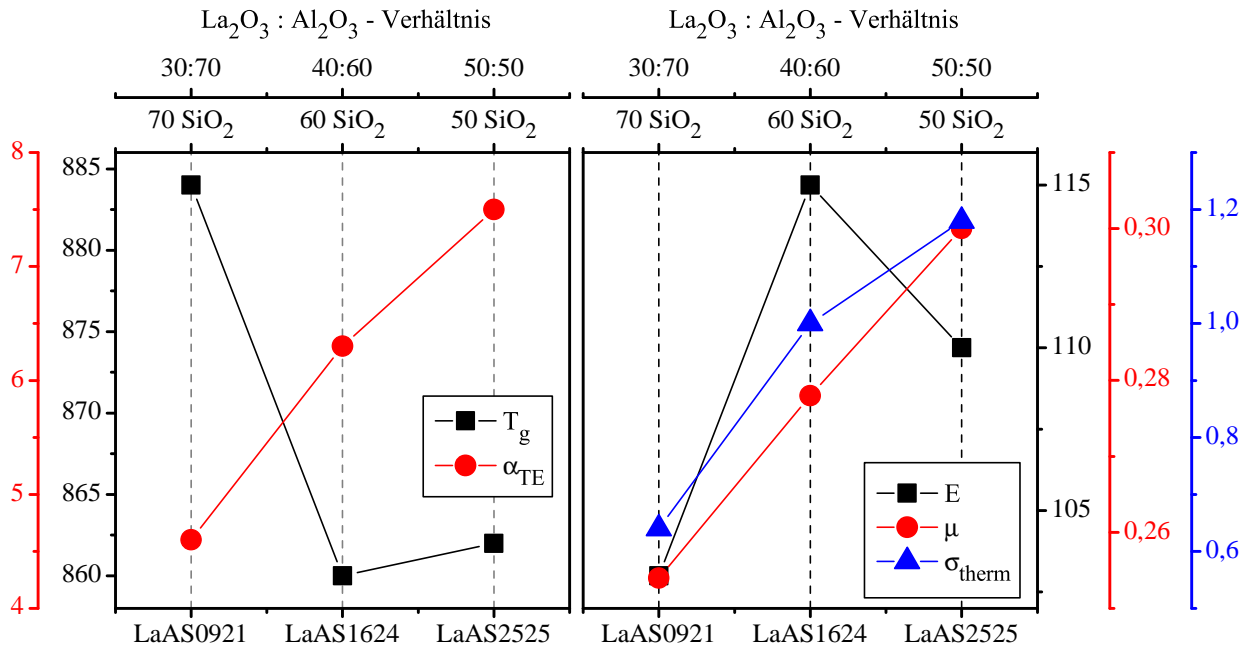 La₂O₃ : Al₂O₃ - Verhältnis
30:70 40:60 50:50
70 SiO₂ 60 SiO₂ 50 SiO₂
8
7
6
5
4
885
880
875
870
865
860
T_g
α_TE
LaAS0921 LaAS1624 LaAS2525
La₂O₃ : Al₂O₃ - Verhältnis
30:70 40:60 50:50
70 SiO₂ 60 SiO₂ 50 SiO₂
E
μ
σ_therm
LaAS0921 LaAS1624 LaAS2525
115
110
105
0,30
0,28
0,26
1,2
1,0
0,8
0,6